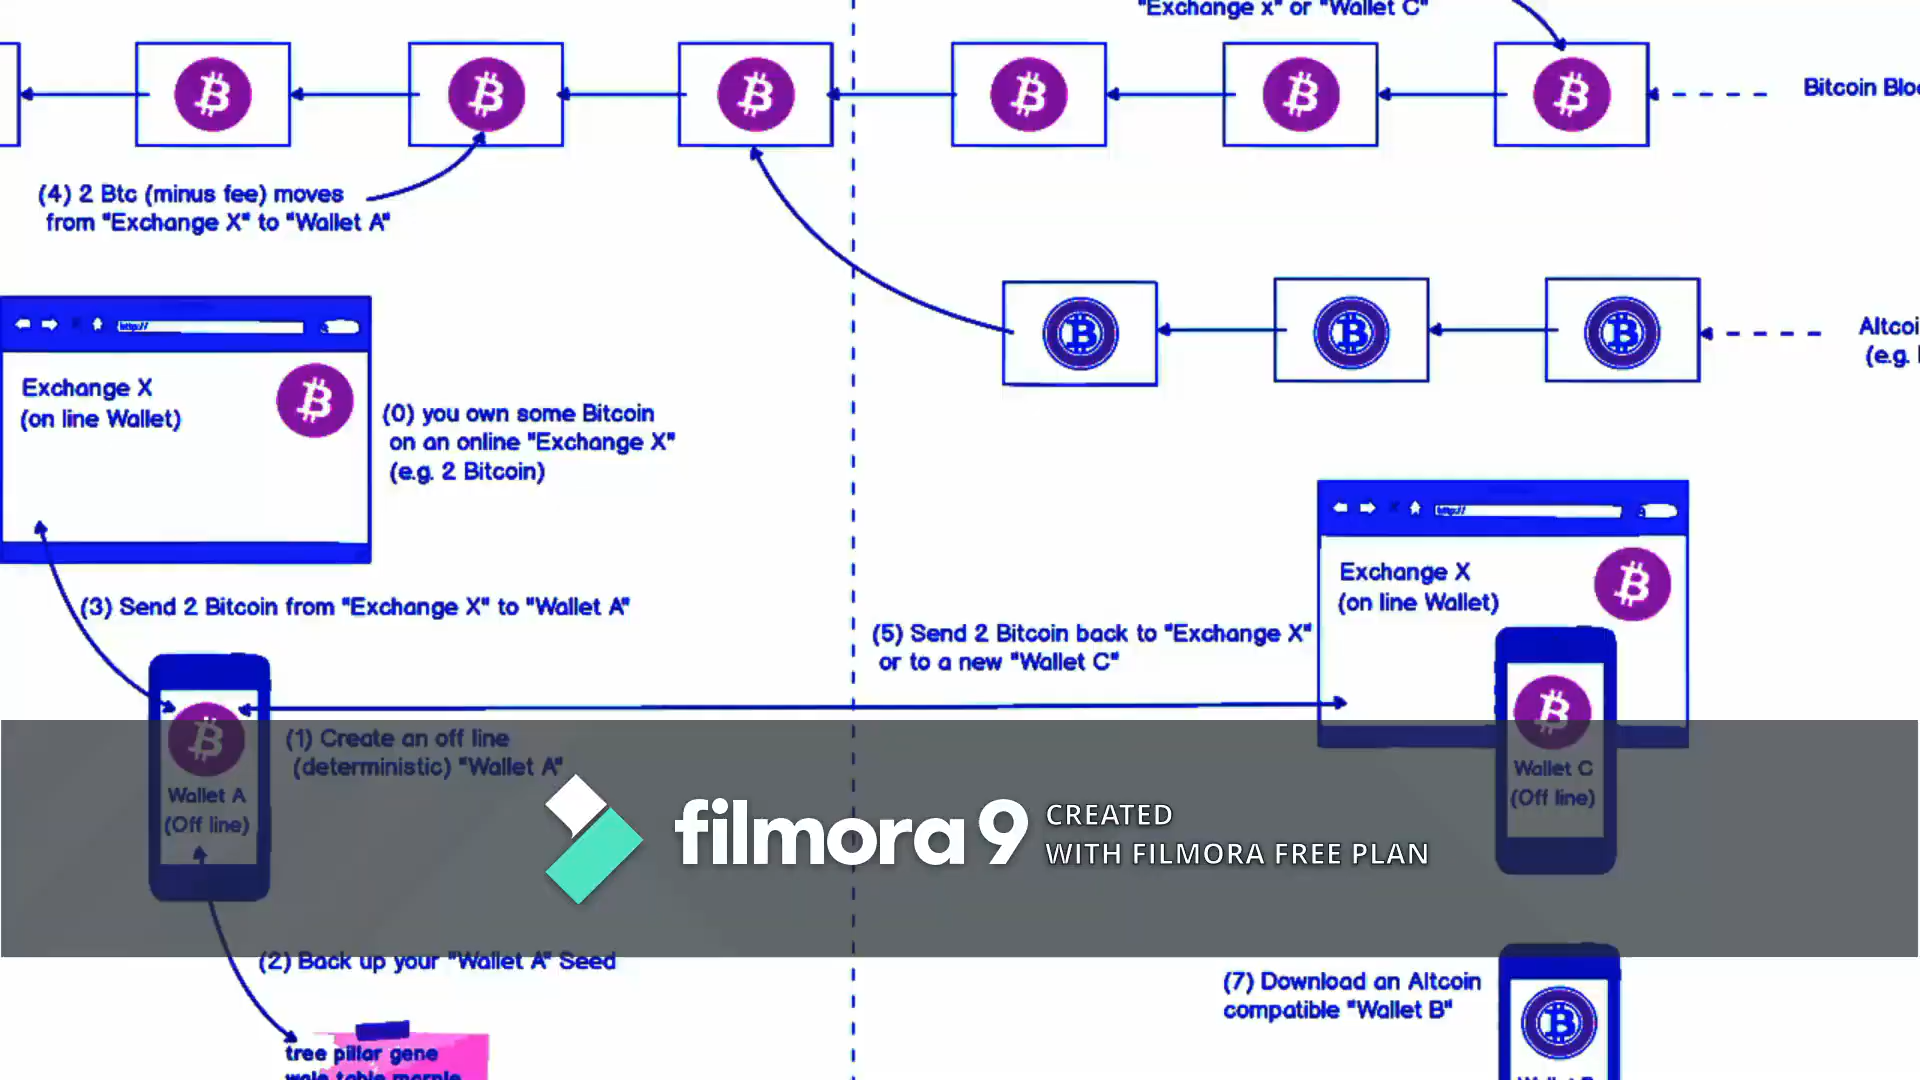 "Exchange x" or "Wallet C"
Bitcoin
(4) 2 Btc (minus fee) moves
from "Exchange X" to "Wallet A"
http://
Exchange X
(on line Wallet)
(0) you own some Bitcoin
on an online "Exchange X"
(e.g. 2 Bitcoin)
(e.g.
http://
Exchange X
(on line Wallet)
(3) Send 2 Bitcoin from "Exchange X" to "Wallet A"
(5) Send 2 Bitcoin back to "Exchange X"
or to a new "Wallet C"
(1) Create an off line
(deterministic) "Wallet A"
Wallet A
(Off line)
Wallet C
(Off line)
filmora 9
CREATED
WITH FILMORA FREE PLAN
(2) Back up your "Wallet A" Seed
(7) Download an Altcoin
compatible "Wallet B"
tree pillar gene